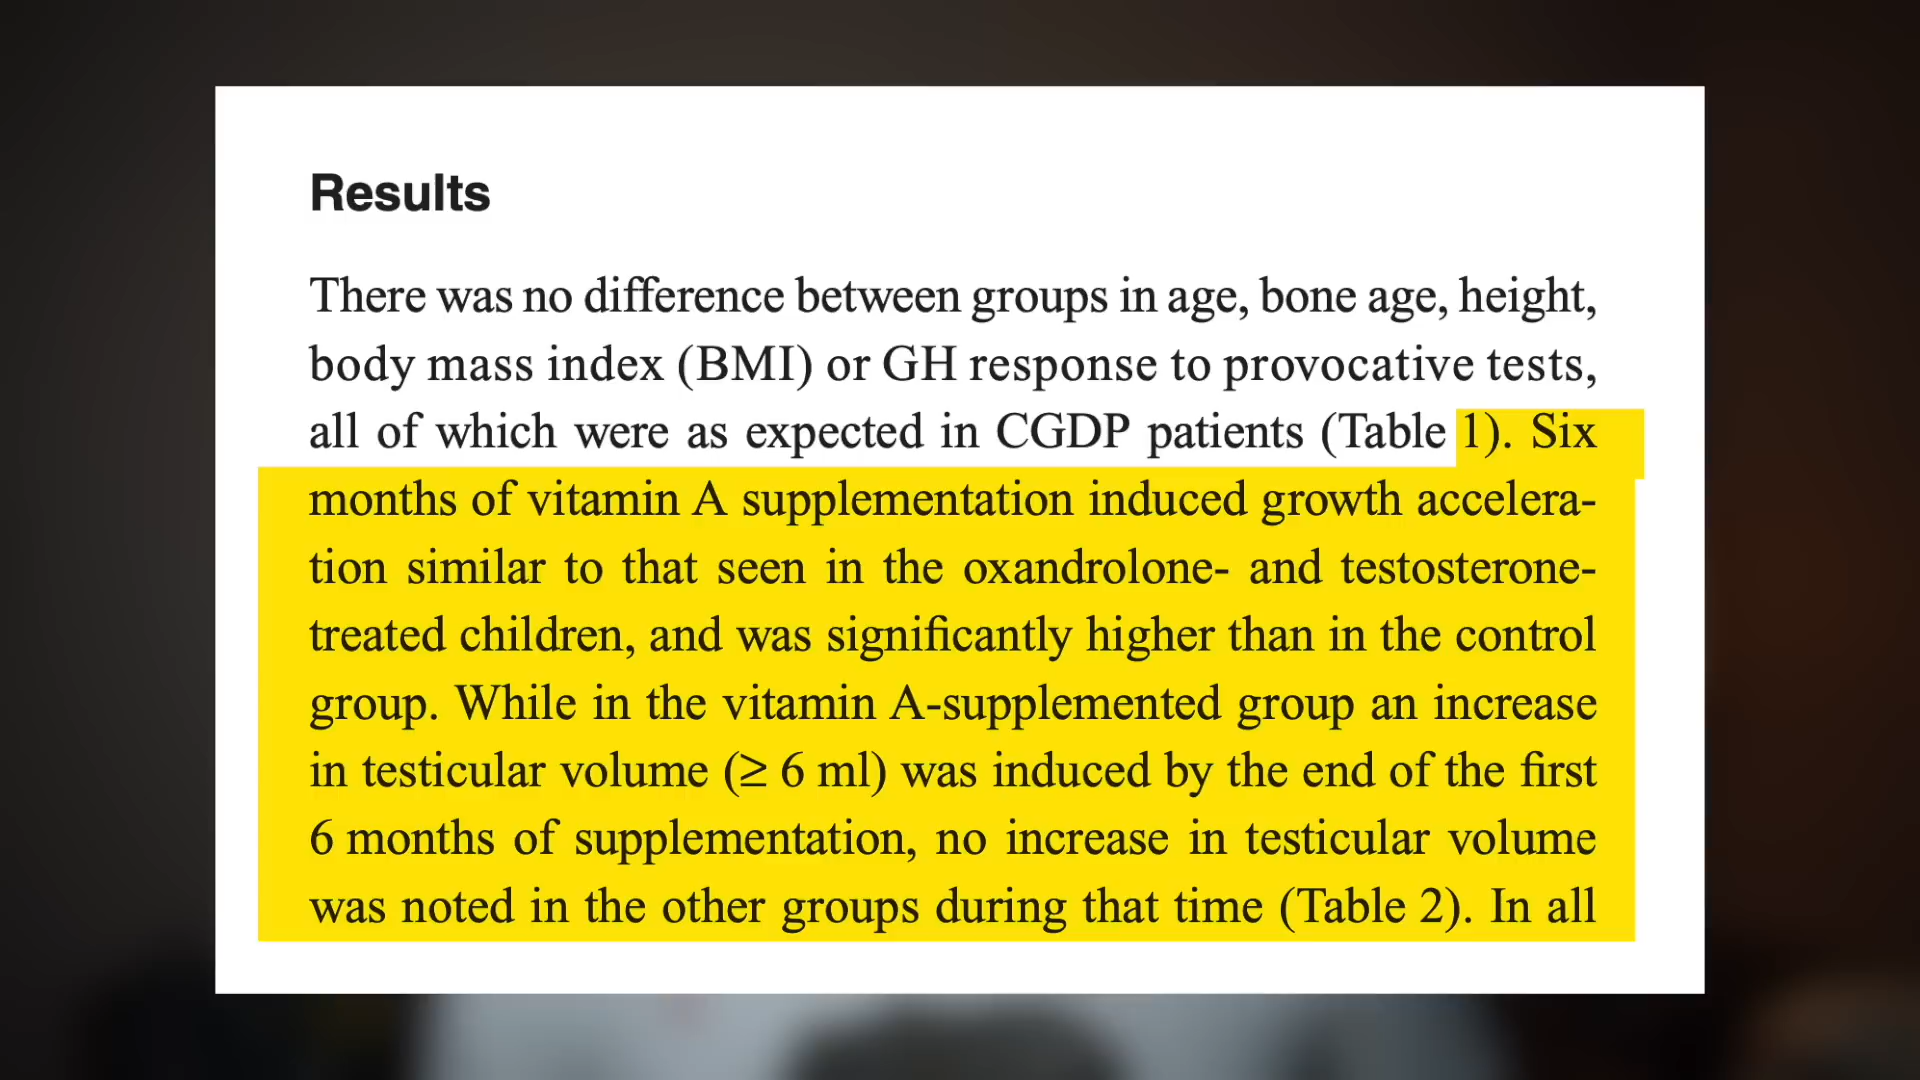 Results
There was no difference between groups in age, bone age, height,
body mass index (BMI) or GH response to provocative tests,
all of which were as expected in CGDP patients (Table 1). Six
months of vitamin A supplementation induced growth accelera-
tion similar to that seen in the oxandrolone- and testosterone-
treated children, and was significantly higher than in the control
group. While in the vitamin A-supplemented group an increase
in testicular volume (≥ 6 ml) was induced by the end of the first
6 months of supplementation, no increase in testicular volume
was noted in the other groups during that time (Table 2). In all